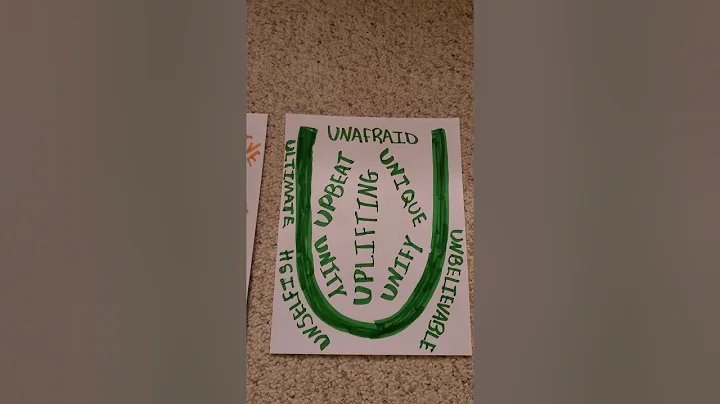 UNAFRAID
ULTIMATE
UPBEAT
UPLIFTING
UNIQUE
UNSELFISH
UNITY
UNIFY
UNBELIEVABLE